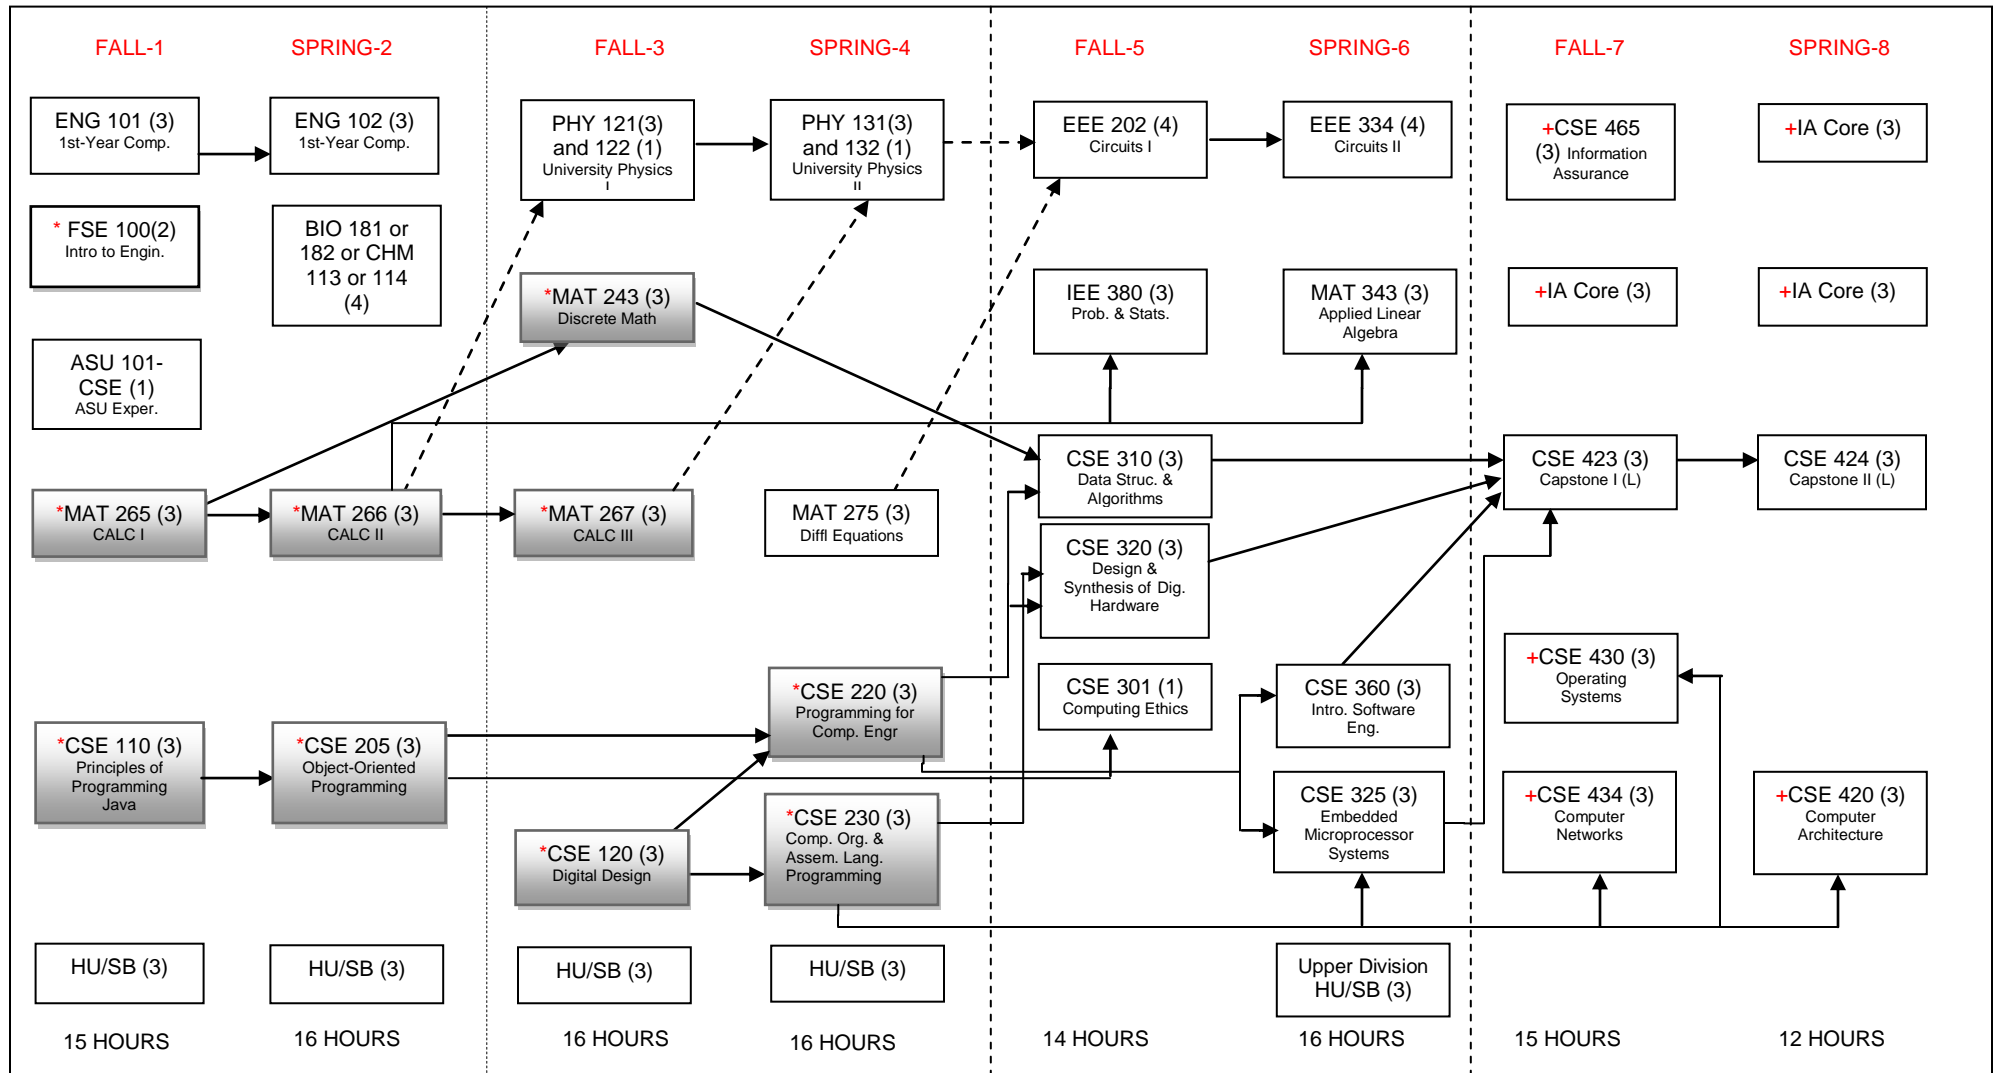 FALL-1
SPRING-2
FALL-3
SPRING-4
FALL-5
SPRING-6
FALL-7
SPRING-8
ENG 101 (3)
1st-Year Comp.
ENG 102 (3)
1st-Year Comp.
PHY 121(3)
and 122 (1)
University Physics
I
PHY 131(3)
and 132 (1)
University Physics
II
EEE 202 (4)
Circuits I
EEE 334 (4)
Circuits II
+CSE 465
(3) Information
Assurance
+IA Core (3)
* FSE 100(2)
Intro to Engin.
BIO 181 or
182 or CHM
113 or 114
(4)
*MAT 243 (3)
Discrete Math
IEE 380 (3)
Prob. & Stats.
MAT 343 (3)
Applied Linear
Algebra
+IA Core (3)
+IA Core (3)
ASU 101-
CSE (1)
ASU Exper.
*MAT 265 (3)
CALC I
*MAT 266 (3)
CALC II
*MAT 267 (3)
CALC III
MAT 275 (3)
Diffl Equations
CSE 310 (3)
Data Struc. &
Algorithms
CSE 423 (3)
Capstone I (L)
CSE 424 (3)
Capstone II (L)
CSE 320 (3)
Design &
Synthesis of Dig.
Hardware
*CSE 110 (3)
Principles of
Programming
Java
*CSE 205 (3)
Object-Oriented
Programming
*CSE 220 (3)
Programming for
Comp. Engr
CSE 301 (1)
Computing Ethics
CSE 360 (3)
Intro. Software
Eng.
+CSE 430 (3)
Operating
Systems
*CSE 120 (3)
Digital Design
*CSE 230 (3)
Comp. Org. &
Assem. Lang.
Programming
CSE 325 (3)
Embedded
Microprocessor
Systems
+CSE 434 (3)
Computer
Networks
+CSE 420 (3)
Computer
Architecture
HU/SB (3)
HU/SB (3)
HU/SB (3)
HU/SB (3)
Upper Division
HU/SB (3)
15 HOURS
16 HOURS
16 HOURS
16 HOURS
14 HOURS
16 HOURS
15 HOURS
12 HOURS